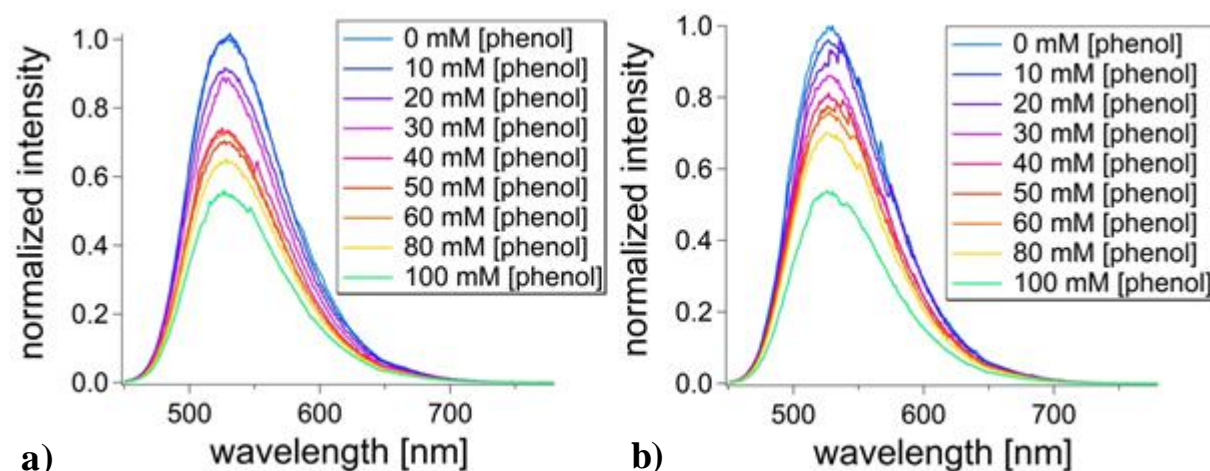 1.0
0.8
0.6
0.4
0.2
0.0
normalized intensity
500
600
700
wavelength [nm]
0 mM [phenol]
10 mM [phenol]
20 mM [phenol]
30 mM [phenol]
40 mM [phenol]
50 mM [phenol]
60 mM [phenol]
80 mM [phenol]
100 mM [phenol]
a)
1.0
0.8
0.6
0.4
0.2
0.0
normalized intensity
500
600
700
wavelength [nm]
0 mM [phenol]
10 mM [phenol]
20 mM [phenol]
30 mM [phenol]
40 mM [phenol]
50 mM [phenol]
60 mM [phenol]
80 mM [phenol]
100 mM [phenol]
b)